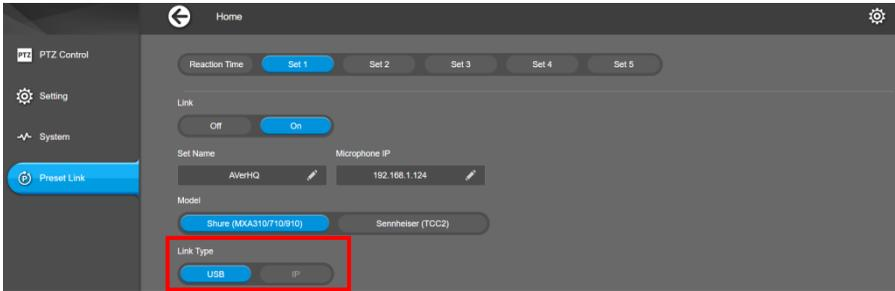 Home
PTZ PTZ Control
Setting
System
P Preset Link
Reaction Time Set 1 Set 2 Set 3 Set 4 Set 5
Link
Off On
Set Name Microphone IP
AVerHQ 192.168.1.124
Model
Shure (MXA310/710/910) Sennheiser (TCC2)
Link Type
USB IP